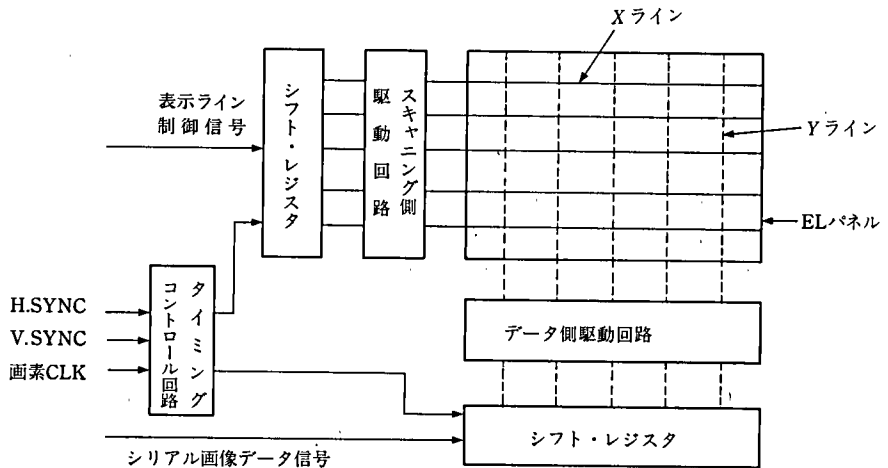 Xライン
表示ライン
制御信号
シフト・レジスタ
スキャニング側
駆動回路
Yライン
ELパネル
H.SYNC
V.SYNC
画素CLK
タイミング
コントロール回路
データ側駆動回路
シフト・レジスタ
シリアル画像データ信号